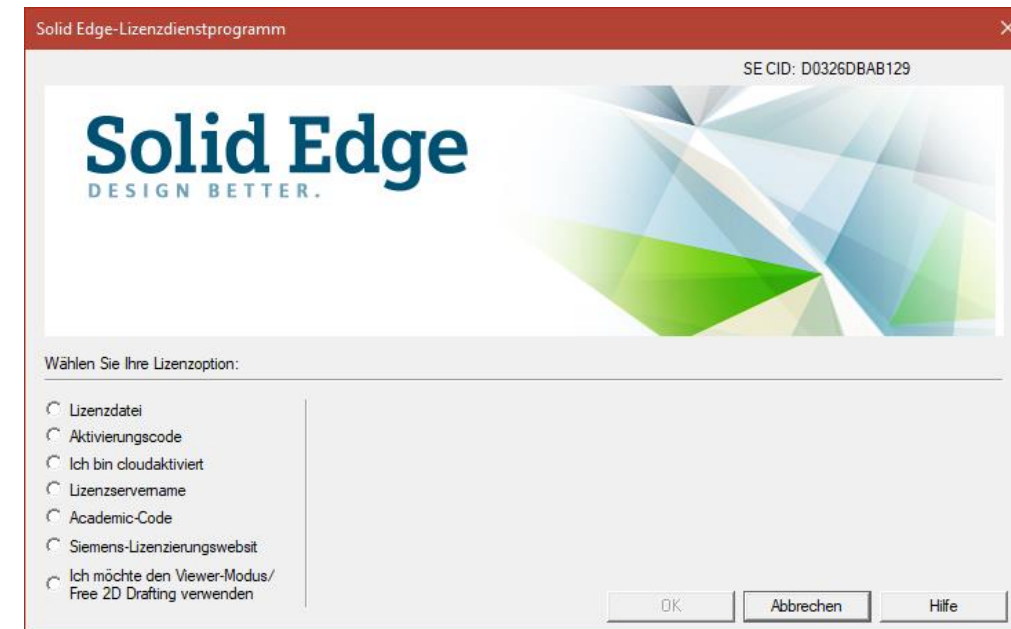 Solid Edge-Lizenzdienstprogramm
SE CID: D0326DBAB129
Solid Edge
DESIGN BETTER.
Wählen Sie Ihre Lizenzoption:
Lizenzdatei
Aktivierungscode
Ich bin cloudaktiviert
Lizenzservername
Academic-Code
Siemens-Lizenzierungswebsit
Ich möchte den Viewer-Modus/
Free 2D Drafting verwenden
OK
Abbrechen
Hilfe